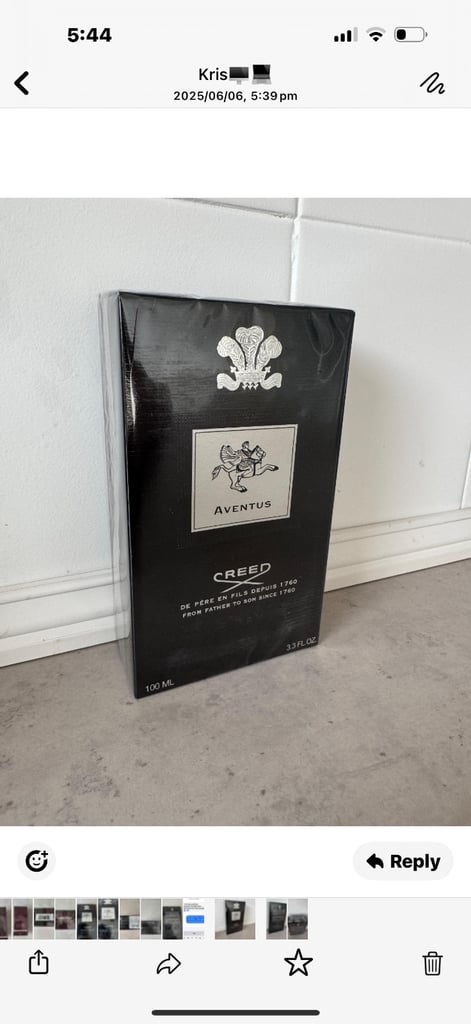 5:44
Kris🖥️💻
2025/06/06, 5:39 pm
AVENTUS
CREED
DE PÈRE EN FILS DEPUIS 1760
FROM FATHER TO SON SINCE 1760
100 ML
3.3 FL.OZ.
Reply